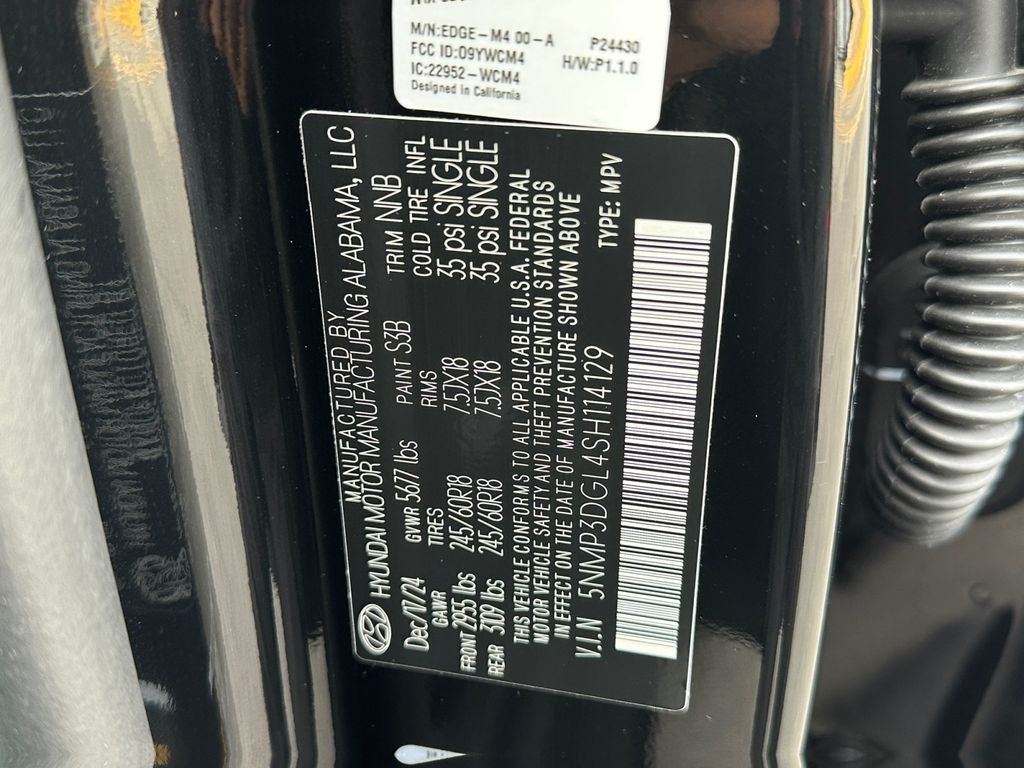 M/N:EDGE-M4 00-A P24430
FCC ID:O9YWCM4 H/W:P1.1.0
IC:22952-WCM4
Designed in California
MANUFACTURED BY
HYUNDAI MOTOR MANUFACTURING ALABAMA, LLC
Dec/17/24 GVWR 5677 lbs PAINT S3B TRIM NNB
GAWR TIRES RIMS COLD TIRE INFL
FRONT 2955 lbs 245/60R18 7.5JX18 35 psi SINGLE
REAR 3109 lbs 245/60R18 7.5JX18 35 psi SINGLE
THIS VEHICLE CONFORMS TO ALL APPLICABLE U.S.A. FEDERAL
MOTOR VEHICLE SAFETY AND THEFT PREVENTION STANDARDS
IN EFFECT ON THE DATE OF MANUFACTURE SHOWN ABOVE
V.I.N 5NMP3DGL4SH114129 TYPE: MPV